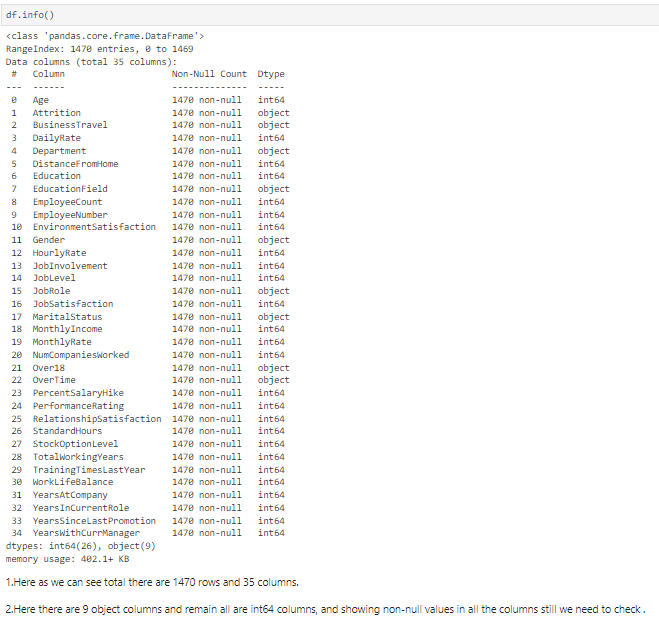 df.info()
<class 'pandas.core.frame.DataFrame'>
RangeIndex: 1470 entries, 0 to 1469
Data columns (total 35 columns):
 #   Column                    Non-Null Count  Dtype
---  ------                    --------------  -----
 0   Age                       1470 non-null   int64
 1   Attrition                 1470 non-null   object
 2   BusinessTravel            1470 non-null   object
 3   DailyRate                 1470 non-null   int64
 4   Department                1470 non-null   object
 5   DistanceFromHome          1470 non-null   int64
 6   Education                 1470 non-null   int64
 7   EducationField            1470 non-null   object
 8   EmployeeCount             1470 non-null   int64
 9   EmployeeNumber            1470 non-null   int64
 10  EnvironmentSatisfaction   1470 non-null   int64
 11  Gender                    1470 non-null   object
 12  HourlyRate                1470 non-null   int64
 13  JobInvolvement            1470 non-null   int64
 14  JobLevel                  1470 non-null   int64
 15  JobRole                   1470 non-null   object
 16  JobSatisfaction           1470 non-null   int64
 17  MaritalStatus             1470 non-null   object
 18  MonthlyIncome             1470 non-null   int64
 19  MonthlyRate               1470 non-null   int64
 20  NumCompaniesWorked        1470 non-null   int64
 21  Over18                    1470 non-null   object
 22  OverTime                  1470 non-null   object
 23  PercentSalaryHike         1470 non-null   int64
 24  PerformanceRating         1470 non-null   int64
 25  RelationshipSatisfaction  1470 non-null   int64
 26  StandardHours             1470 non-null   int64
 27  StockOptionLevel          1470 non-null   int64
 28  TotalWorkingYears         1470 non-null   int64
 29  TrainingTimesLastYear     1470 non-null   int64
 30  WorkLifeBalance           1470 non-null   int64
 31  YearsAtCompany            1470 non-null   int64
 32  YearsInCurrentRole        1470 non-null   int64
 33  YearsSinceLastPromotion   1470 non-null   int64
 34  YearsWithCurrManager      1470 non-null   int64
dtypes: int64(26), object(9)
memory usage: 402.1+ KB
1.Here as we can see total there are 1470 rows and 35 columns.
2.Here there are 9 object columns and remain all are int64 columns, and showing non-null values in all the columns still we need to check .